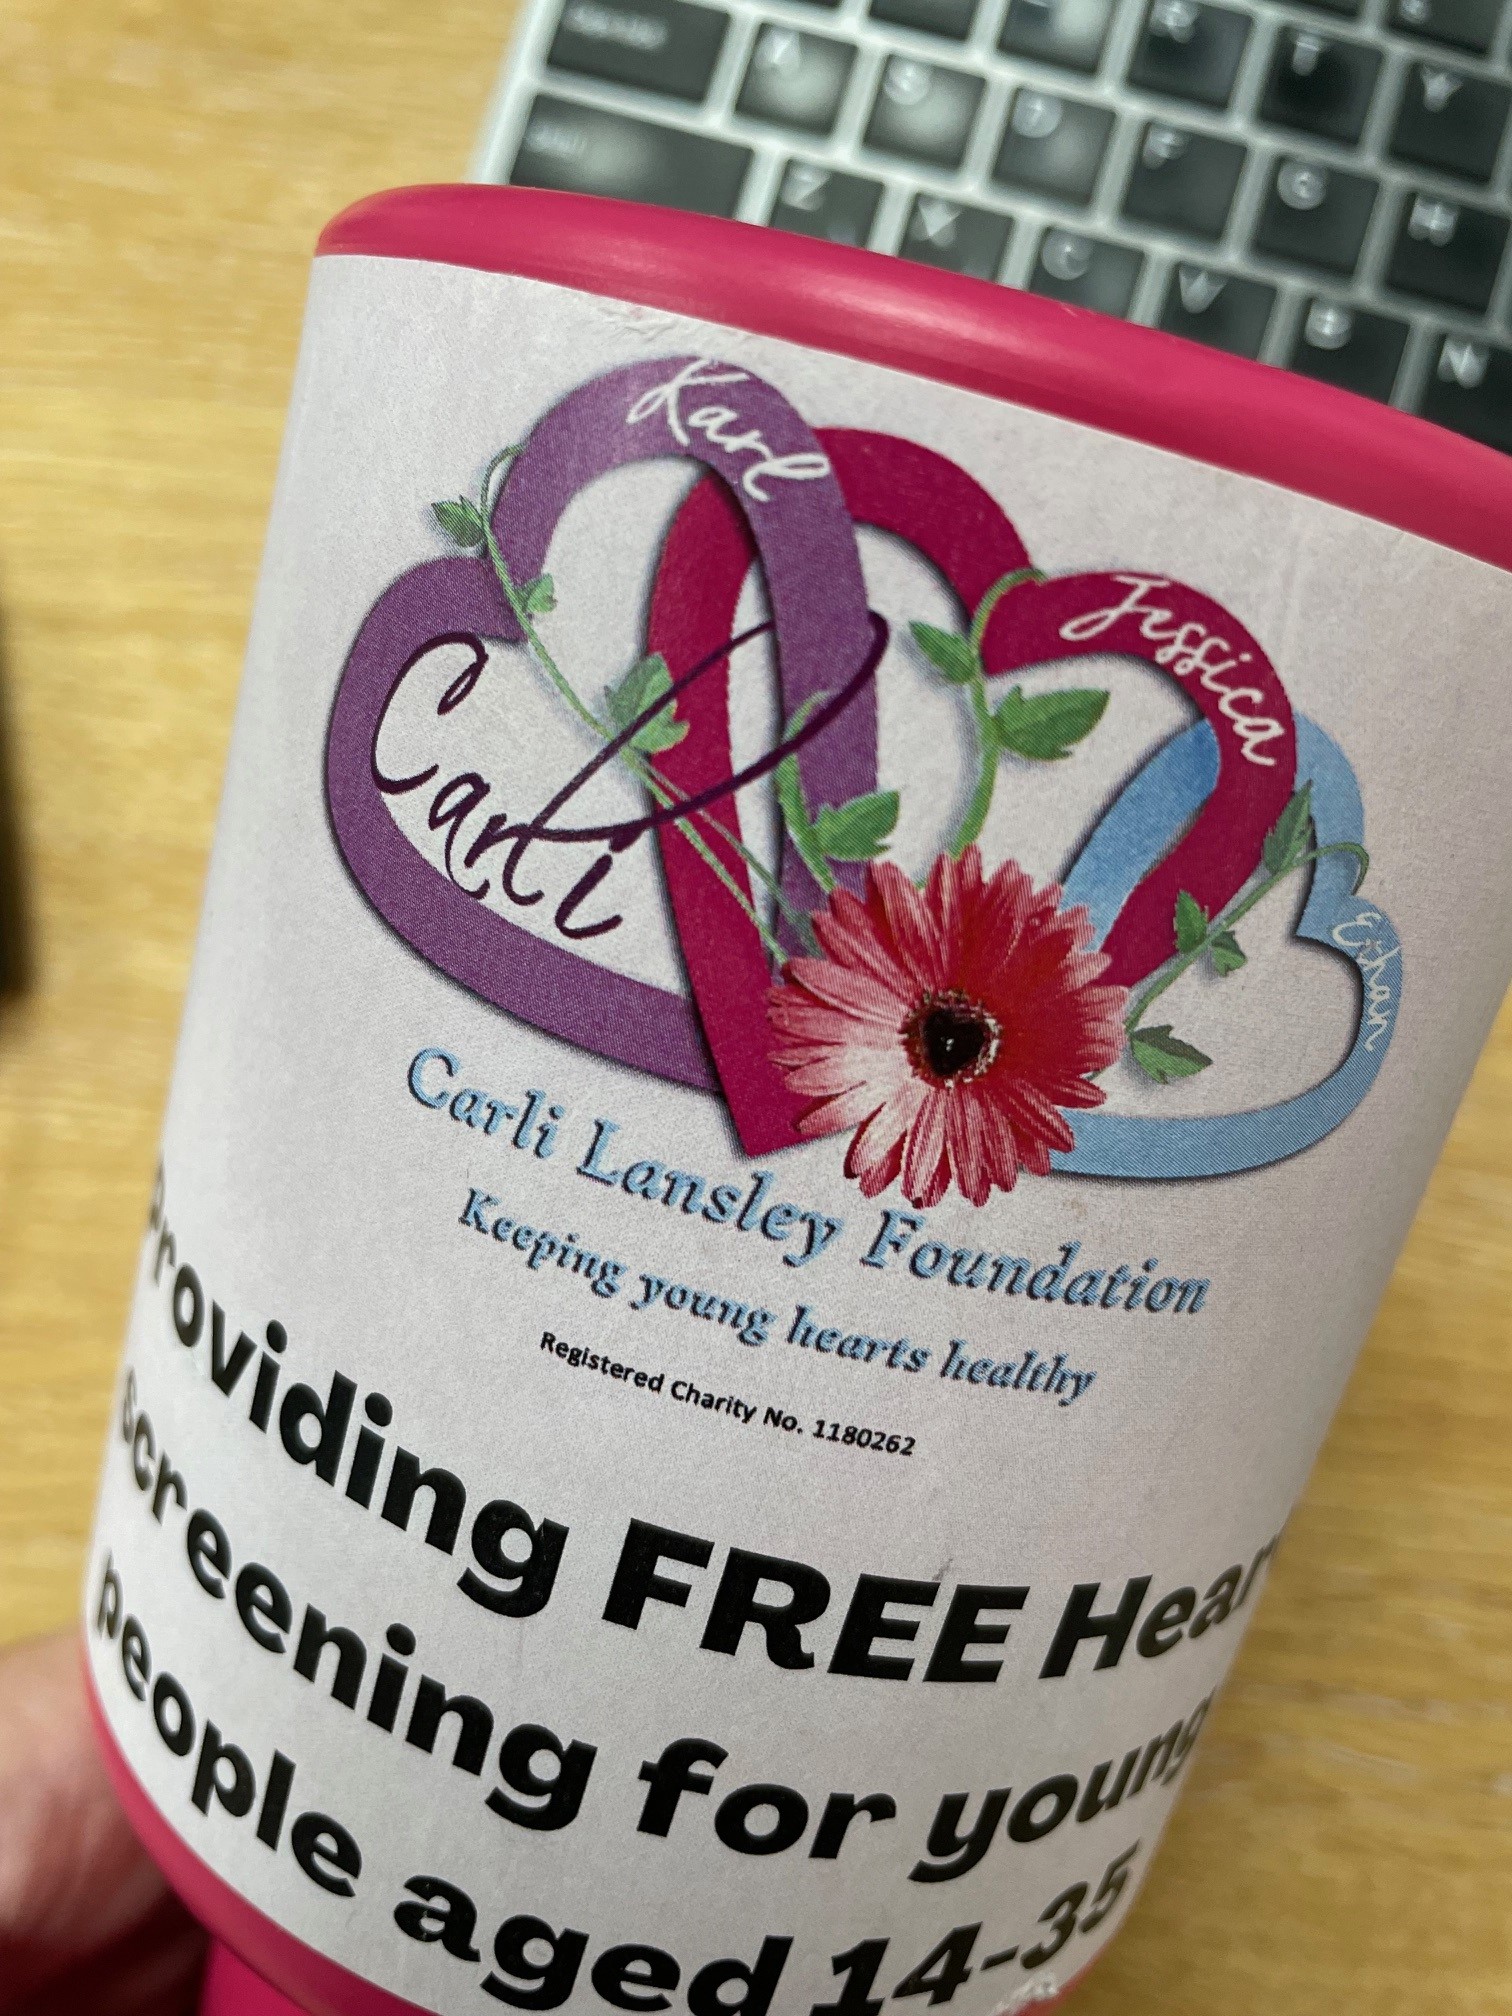 Karl
Jessica
Ethan
Carli
Carli Lansley Foundation
Keeping young hearts healthy
Registered Charity No. 1180262
Providing FREE Heart
screening for young
people aged 14-35
A
S
D
R
T
Y
F
G
H
Z
X
C
V
B
N